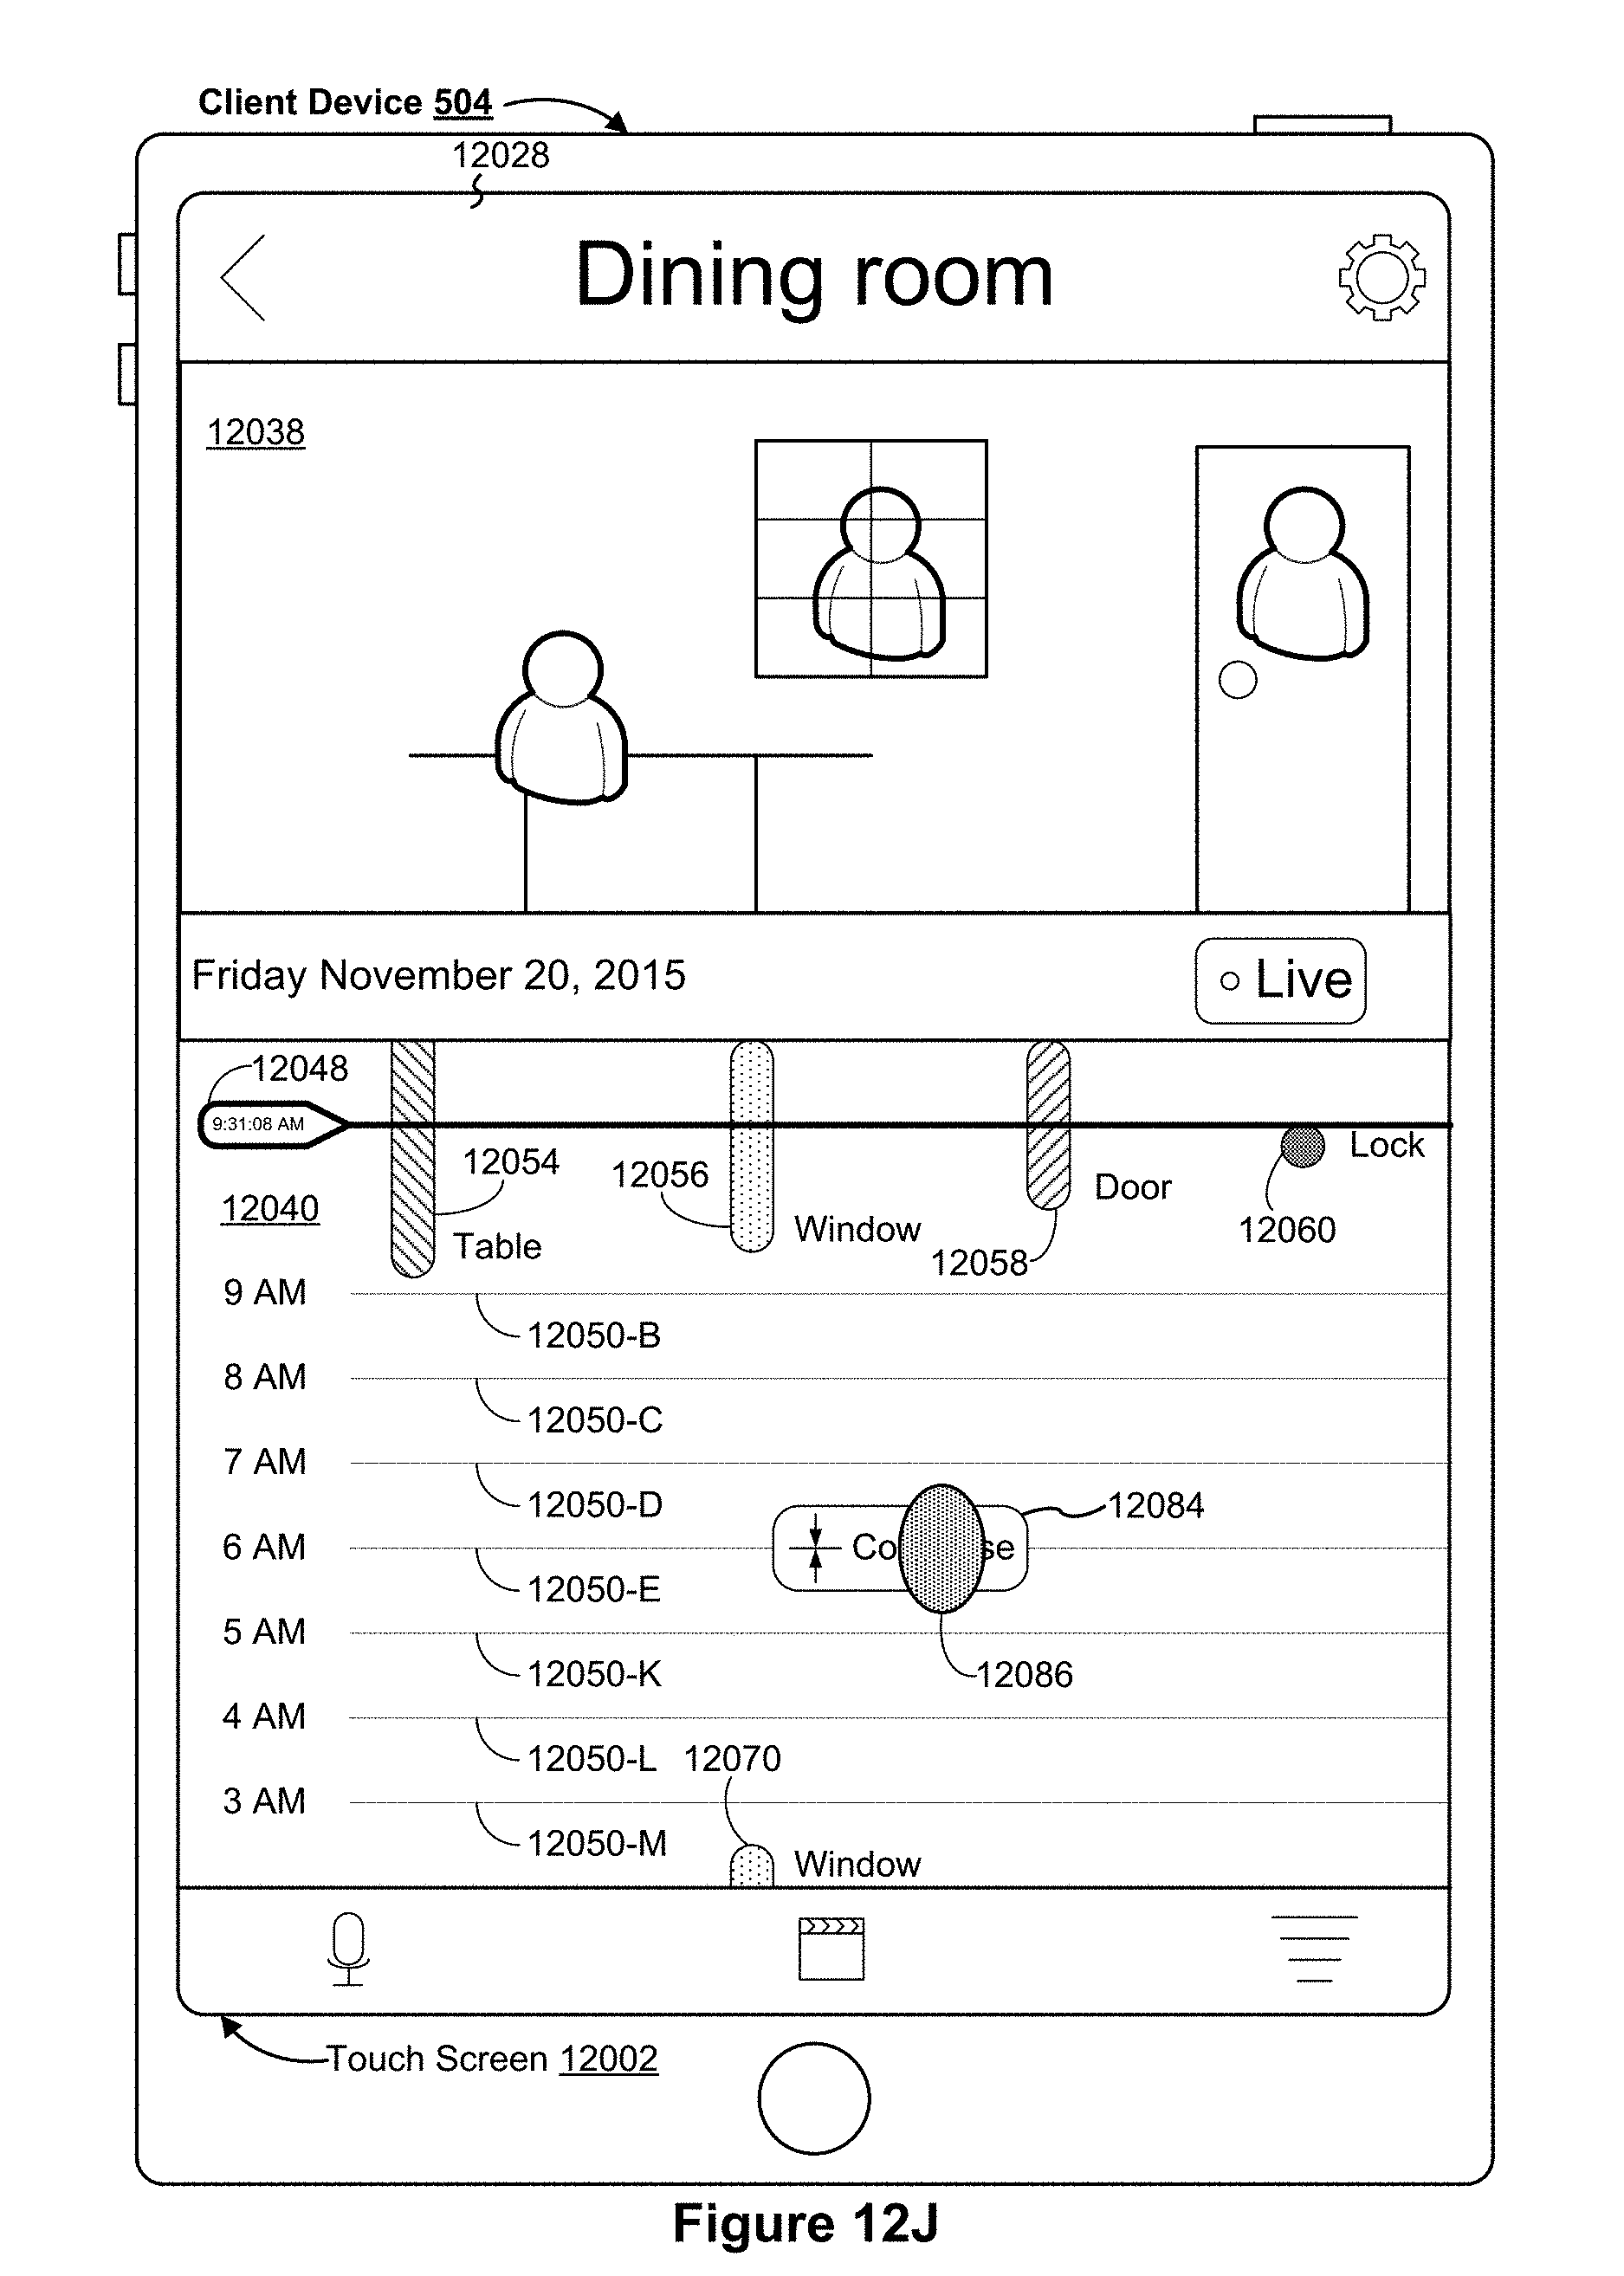 Client Device 504
12028
Dining room
12038
Friday November 20, 2015
Live
12048
9:31:08 AM
Lock
12054
12056
Door
12040
12060
Window
Table
12058
9 AM
12050-B
8 AM
12050-C
7 AM
12050-D
12084
6 AM
Co
se
12050-E
5 AM
12050-K
12086
4 AM
12050-L
12070
3 AM
12050-M
Window
Touch Screen 12002
Figure 12J